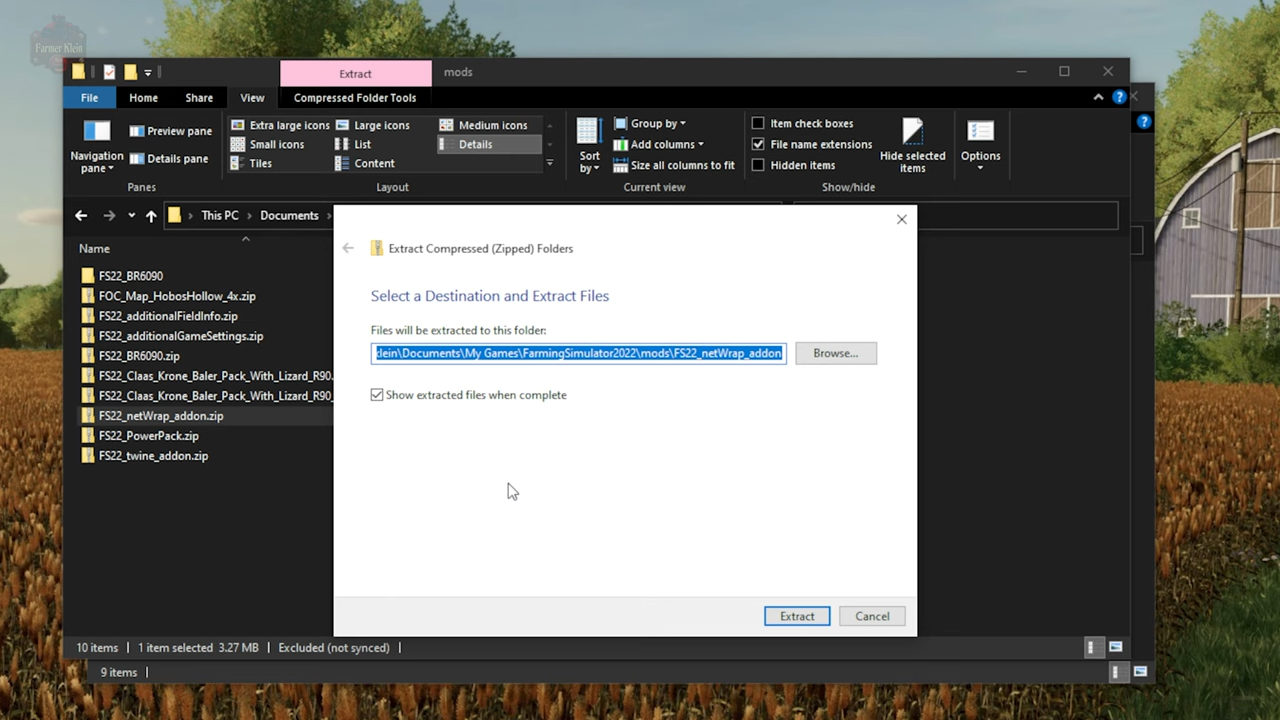 Farmer Klein
Extract
mods
File
Home
Share
View
Compressed Folder Tools
Navigation pane
Preview pane
Details pane
Panes
Extra large icons
Large icons
Medium icons
Small icons
List
Details
Tiles
Content
Layout
Sort by
Group by
Add columns
Size all columns to fit
Current view
Item check boxes
File name extensions
Hidden items
Hide selected items
Show/hide
Options
This PC
Documents
Name
FS22_BR6090
FOC_Map_HobosHollow_4x.zip
FS22_additionalFieldInfo.zip
FS22_additionalGameSettings.zip
FS22_BR6090.zip
FS22_Claas_Krone_Baler_Pack_With_Lizard_R90.
FS22_Claas_Krone_Baler_Pack_With_Lizard_R90_
FS22_netWrap_addon.zip
FS22_PowerPack.zip
FS22_twine_addon.zip
Extract Compressed (Zipped) Folders
Select a Destination and Extract Files
Files will be extracted to this folder:
klein\Documents\My Games\FarmingSimulator2022\mods\FS22_netWrap_addon
Browse...
Show extracted files when complete
Extract
Cancel
10 items
1 item selected 3.27 MB
Excluded (not synced)
9 items